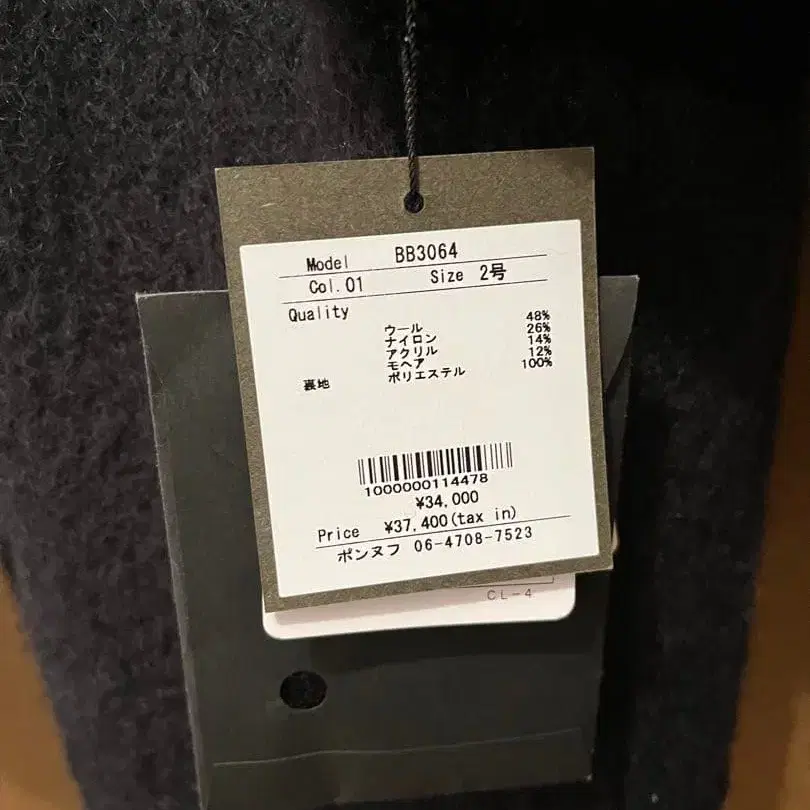 Model BB3064
Col.01 Size 2号
Quality
ウール 48%
ナイロン 26%
アクリル 14%
モヘア 12%
裏地 ポリエステル 100%
1000000114478
¥34,000
Price ¥37,400(tax in)
ポンヌフ 06-4708-7523
CL-4